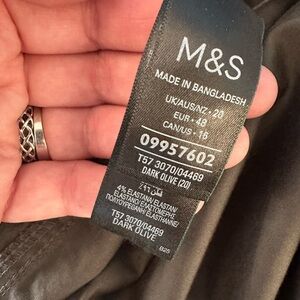 M&S
MADE IN BANGLADESH
UK/AUS/NZ - 20
EUR - 48
CAN/US - 16
09957602
T57 3070/04469
DARK OLIVE (20)
4% ELASTANE/ELASTAN/
T57 3070/04469
DARK OLIVE